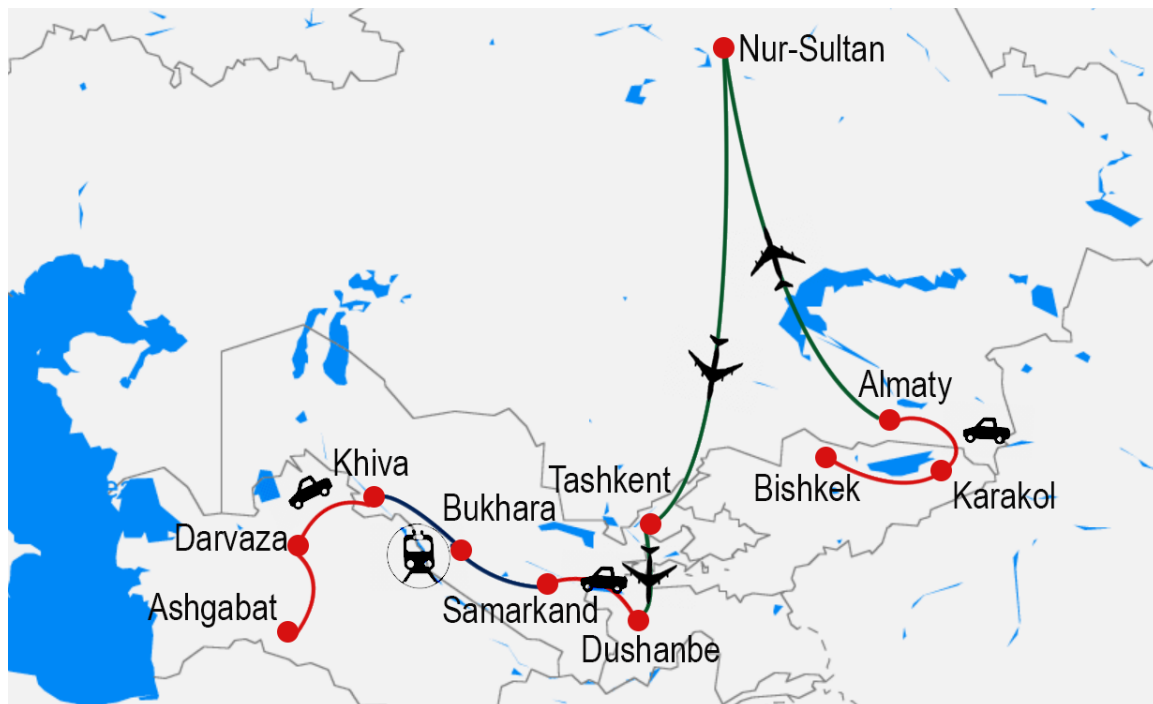 Nur-Sultan
Almaty
Khiva
Tashkent
Bishkek
Karakol
Bukhara
Darvaza
Ashgabat
Samarkand
Dushanbe